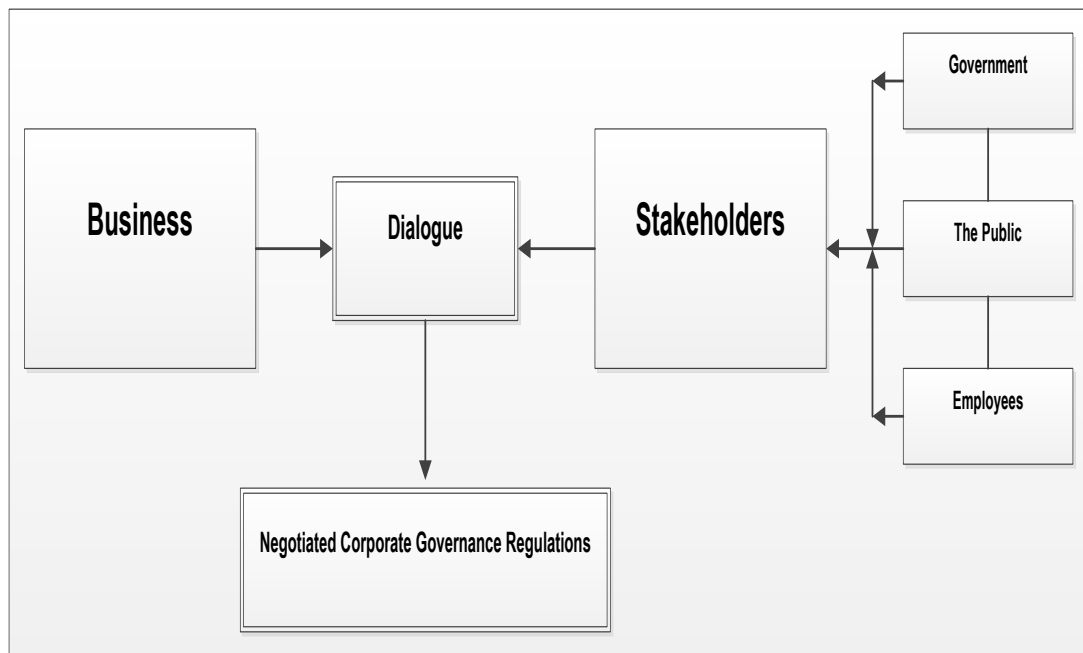 Business
Dialogue
Stakeholders
Government
The Public
Employees
Negotiated Corporate Governance Regulations